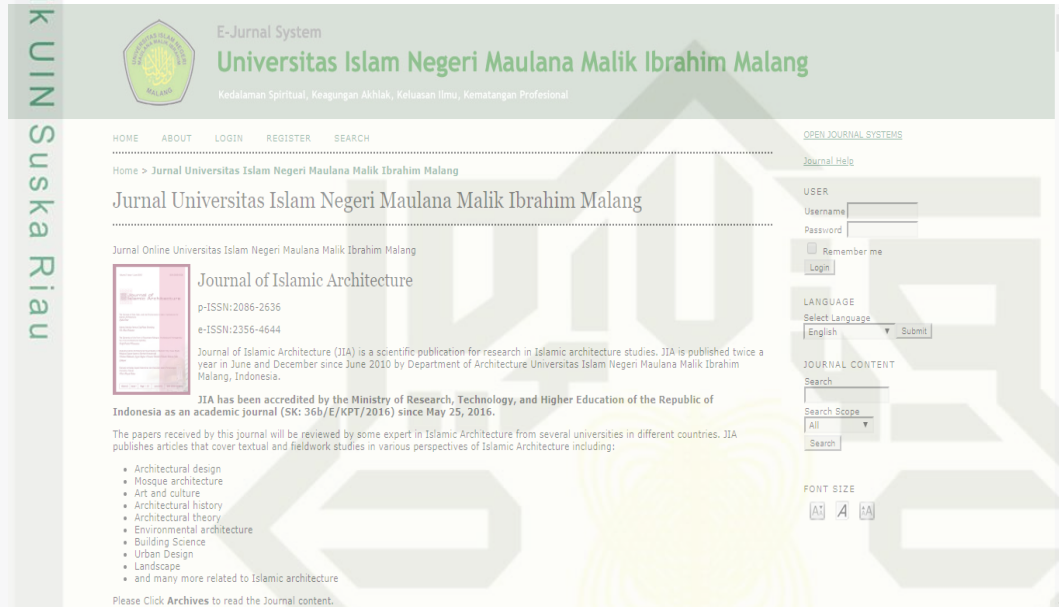 k UIN Suska Riau
E-Jurnal System
Universitas Islam Negeri Maulana Malik Ibrahim Malang
Kedalaman Spiritual, Keagungan Akhlak, Keluasan Ilmu, Kematangan Profesional
MALANG
HOME ABOUT LOGIN REGISTER SEARCH
Home > Jurnal Universitas Islam Negeri Maulana Malik Ibrahim Malang
Jurnal Universitas Islam Negeri Maulana Malik Ibrahim Malang
Jurnal Online Universitas Islam Negeri Maulana Malik Ibrahim Malang
Journal of Islamic Architecture
p-ISSN:2086-2636
e-ISSN:2356-4644
Journal of Islamic Architecture (JIA) is a scientific publication for research in Islamic architecture studies. JIA is published twice a
year in June and December since June 2010 by Department of Architecture Universitas Islam Negeri Maulana Malik Ibrahim
Malang, Indonesia.
JIA has been accredited by the Ministry of Research, Technology, and Higher Education of the Republic of
Indonesia as an academic journal (SK: 36b/E/KPT/2016) since May 25, 2016.
The papers received by this journal will be reviewed by some expert in Islamic Architecture from several universities in different countries. JIA
publishes articles that cover textual and fieldwork studies in various perspectives of Islamic Architecture including:
• Architectural design
• Mosque architecture
• Art and culture
• Architectural history
• Architectural theory
• Environmental architecture
• Building Science
• Urban Design
• Landscape
• and many more related to Islamic architecture
Please Click Archives to read the Journal content.
OPEN JOURNAL SYSTEMS
Journal Help
USER
Username
Password
Remember me
Login
LANGUAGE
Select Language
English Submit
JOURNAL CONTENT
Search
Search Scope
All
Search
FONT SIZE
A A A